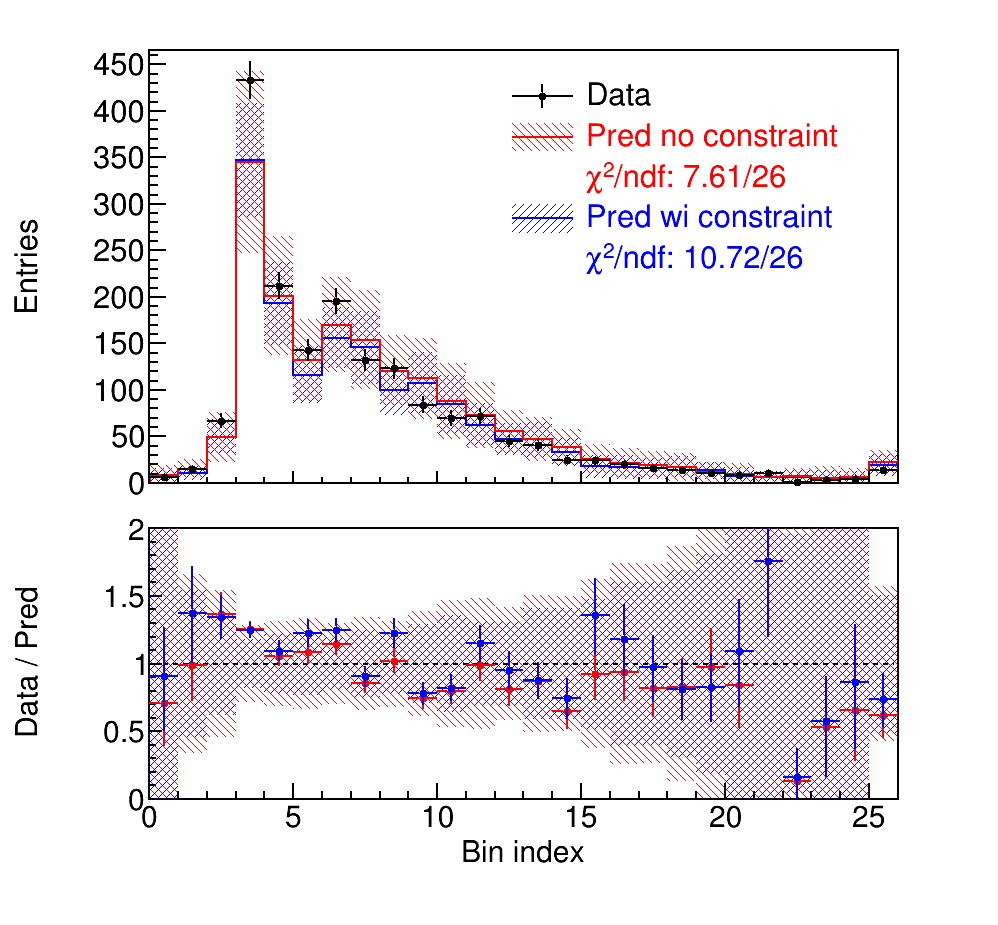 450
400
350
300
250
200
150
100
50
0
Entries
Data
Pred no constraint
χ²/ndf: 7.61/26
Pred wi constraint
χ²/ndf: 10.72/26
2
1.5
1
0.5
0
Data / Pred
0 5 10 15 20 25
Bin index